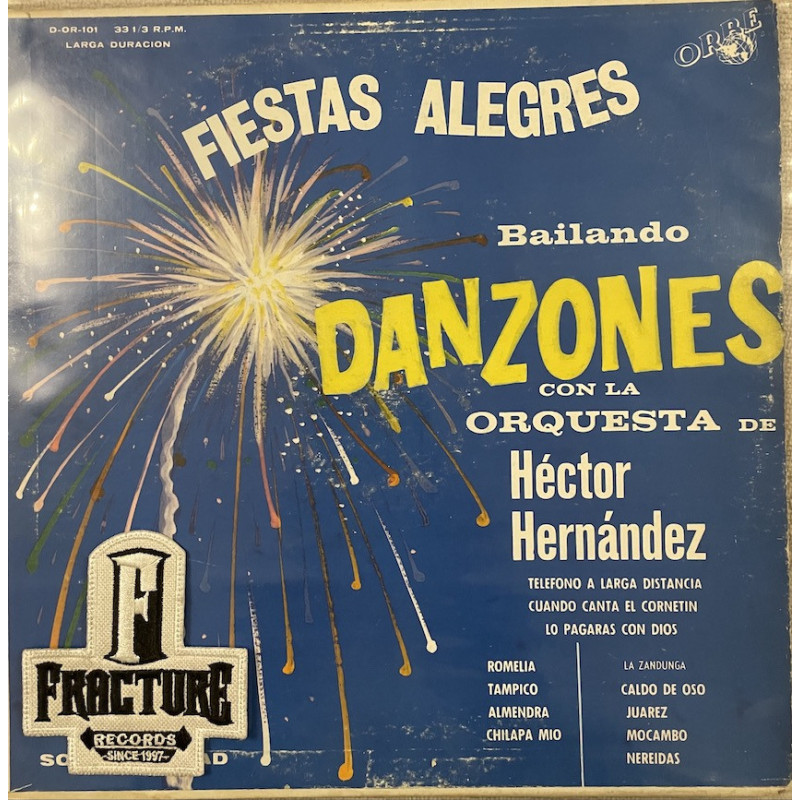 D-OR-101 33 1/3 R.P.M.
LARGA DURACION
ORBE
FIESTAS ALEGRES
Bailando
DANZONES
CON LA
ORQUESTA DE
Héctor
Hernández
TELEFONO A LARGA DISTANCIA
CUANDO CANTA EL CORNETIN
LO PAGARAS CON DIOS
ROMELIA
TAMPICO
ALMENDRA
CHILAPA MIO
LA ZANDUNGA
CALDO DE OSO
JUAREZ
MOCAMBO
NEREIDAS
F
FRACTURE
RECORDS
-SINCE 1997-